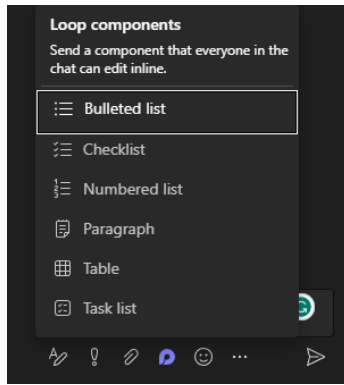 Loop components
Send a component that everyone in the
chat can edit inline.
Bulleted list
Checklist
Numbered list
Paragraph
Table
Task list